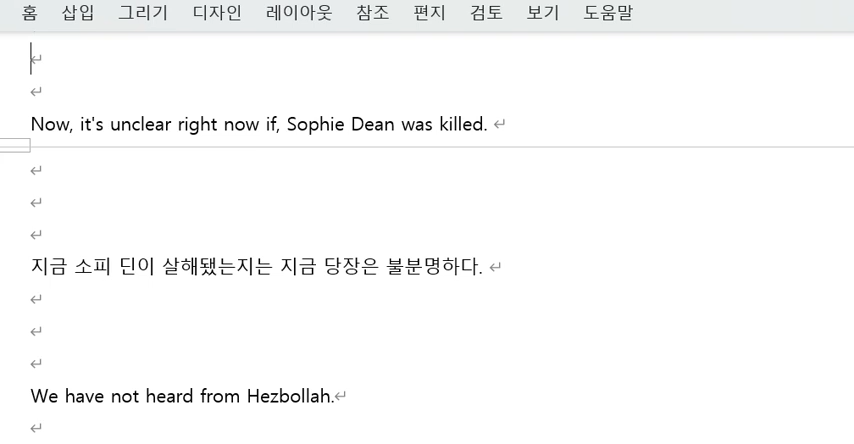 홈 삽입 그리기 디자인 레이아웃 참조 편지 검토 보기 도움말
Now, it's unclear right now if, Sophie Dean was killed.
지금 소피 딘이 살해됐는지는 지금 당장은 불분명하다.
We have not heard from Hezbollah.